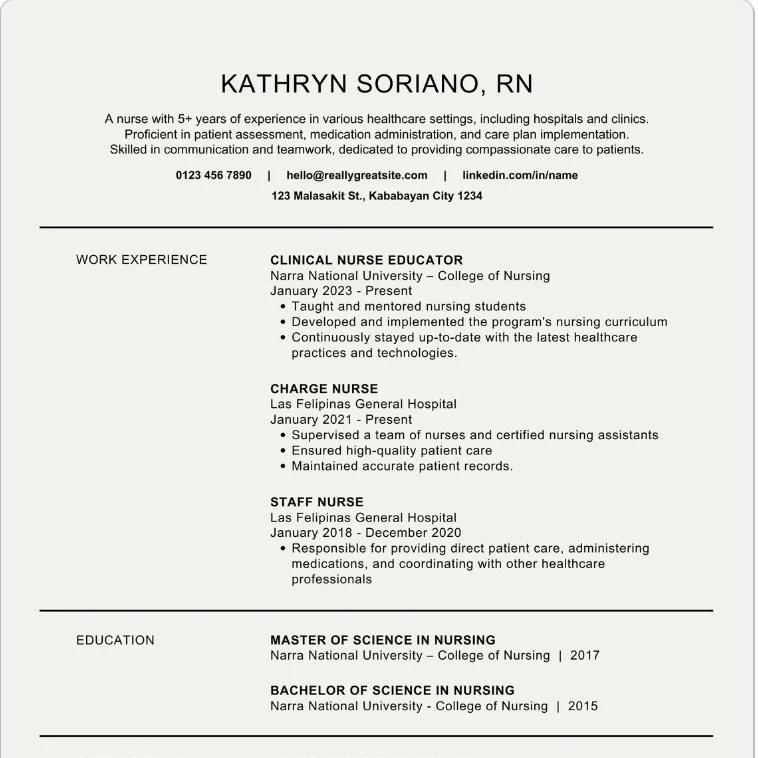 KATHRYN SORIANO, RN
A nurse with 5+ years of experience in various healthcare settings, including hospitals and clinics.
Proficient in patient assessment, medication administration, and care plan implementation.
Skilled in communication and teamwork, dedicated to providing compassionate care to patients.
0123 456 7890 | hello@reallygreatsite.com | linkedin.com/in/name
123 Malasakit St., Kababayan City 1234
WORK EXPERIENCE
CLINICAL NURSE EDUCATOR
Narra National University – College of Nursing
January 2023 - Present
• Taught and mentored nursing students
• Developed and implemented the program's nursing curriculum
• Continuously stayed up-to-date with the latest healthcare
practices and technologies.
CHARGE NURSE
Las Felipinas General Hospital
January 2021 - Present
• Supervised a team of nurses and certified nursing assistants
• Ensured high-quality patient care
• Maintained accurate patient records.
STAFF NURSE
Las Felipinas General Hospital
January 2018 - December 2020
• Responsible for providing direct patient care, administering
medications, and coordinating with other healthcare
professionals
EDUCATION
MASTER OF SCIENCE IN NURSING
Narra National University – College of Nursing | 2017
BACHELOR OF SCIENCE IN NURSING
Narra National University - College of Nursing | 2015